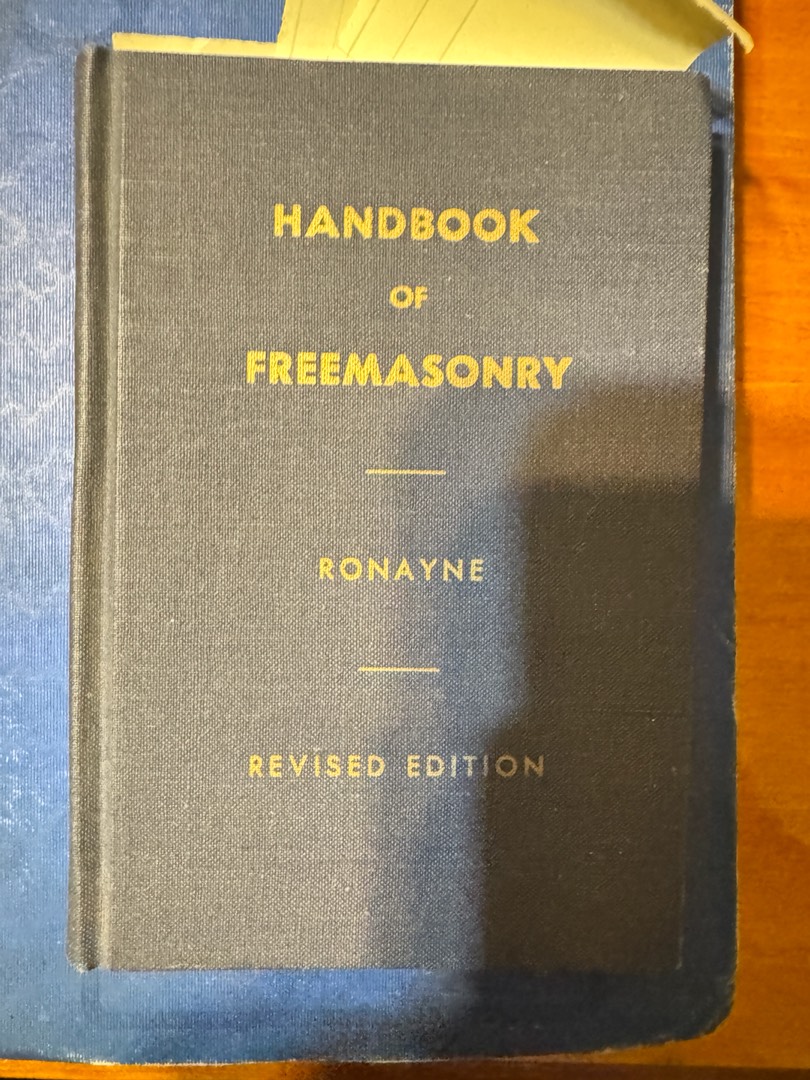 HANDBOOK
OF
FREEMASONRY
RONAYNE
REVISED EDITION